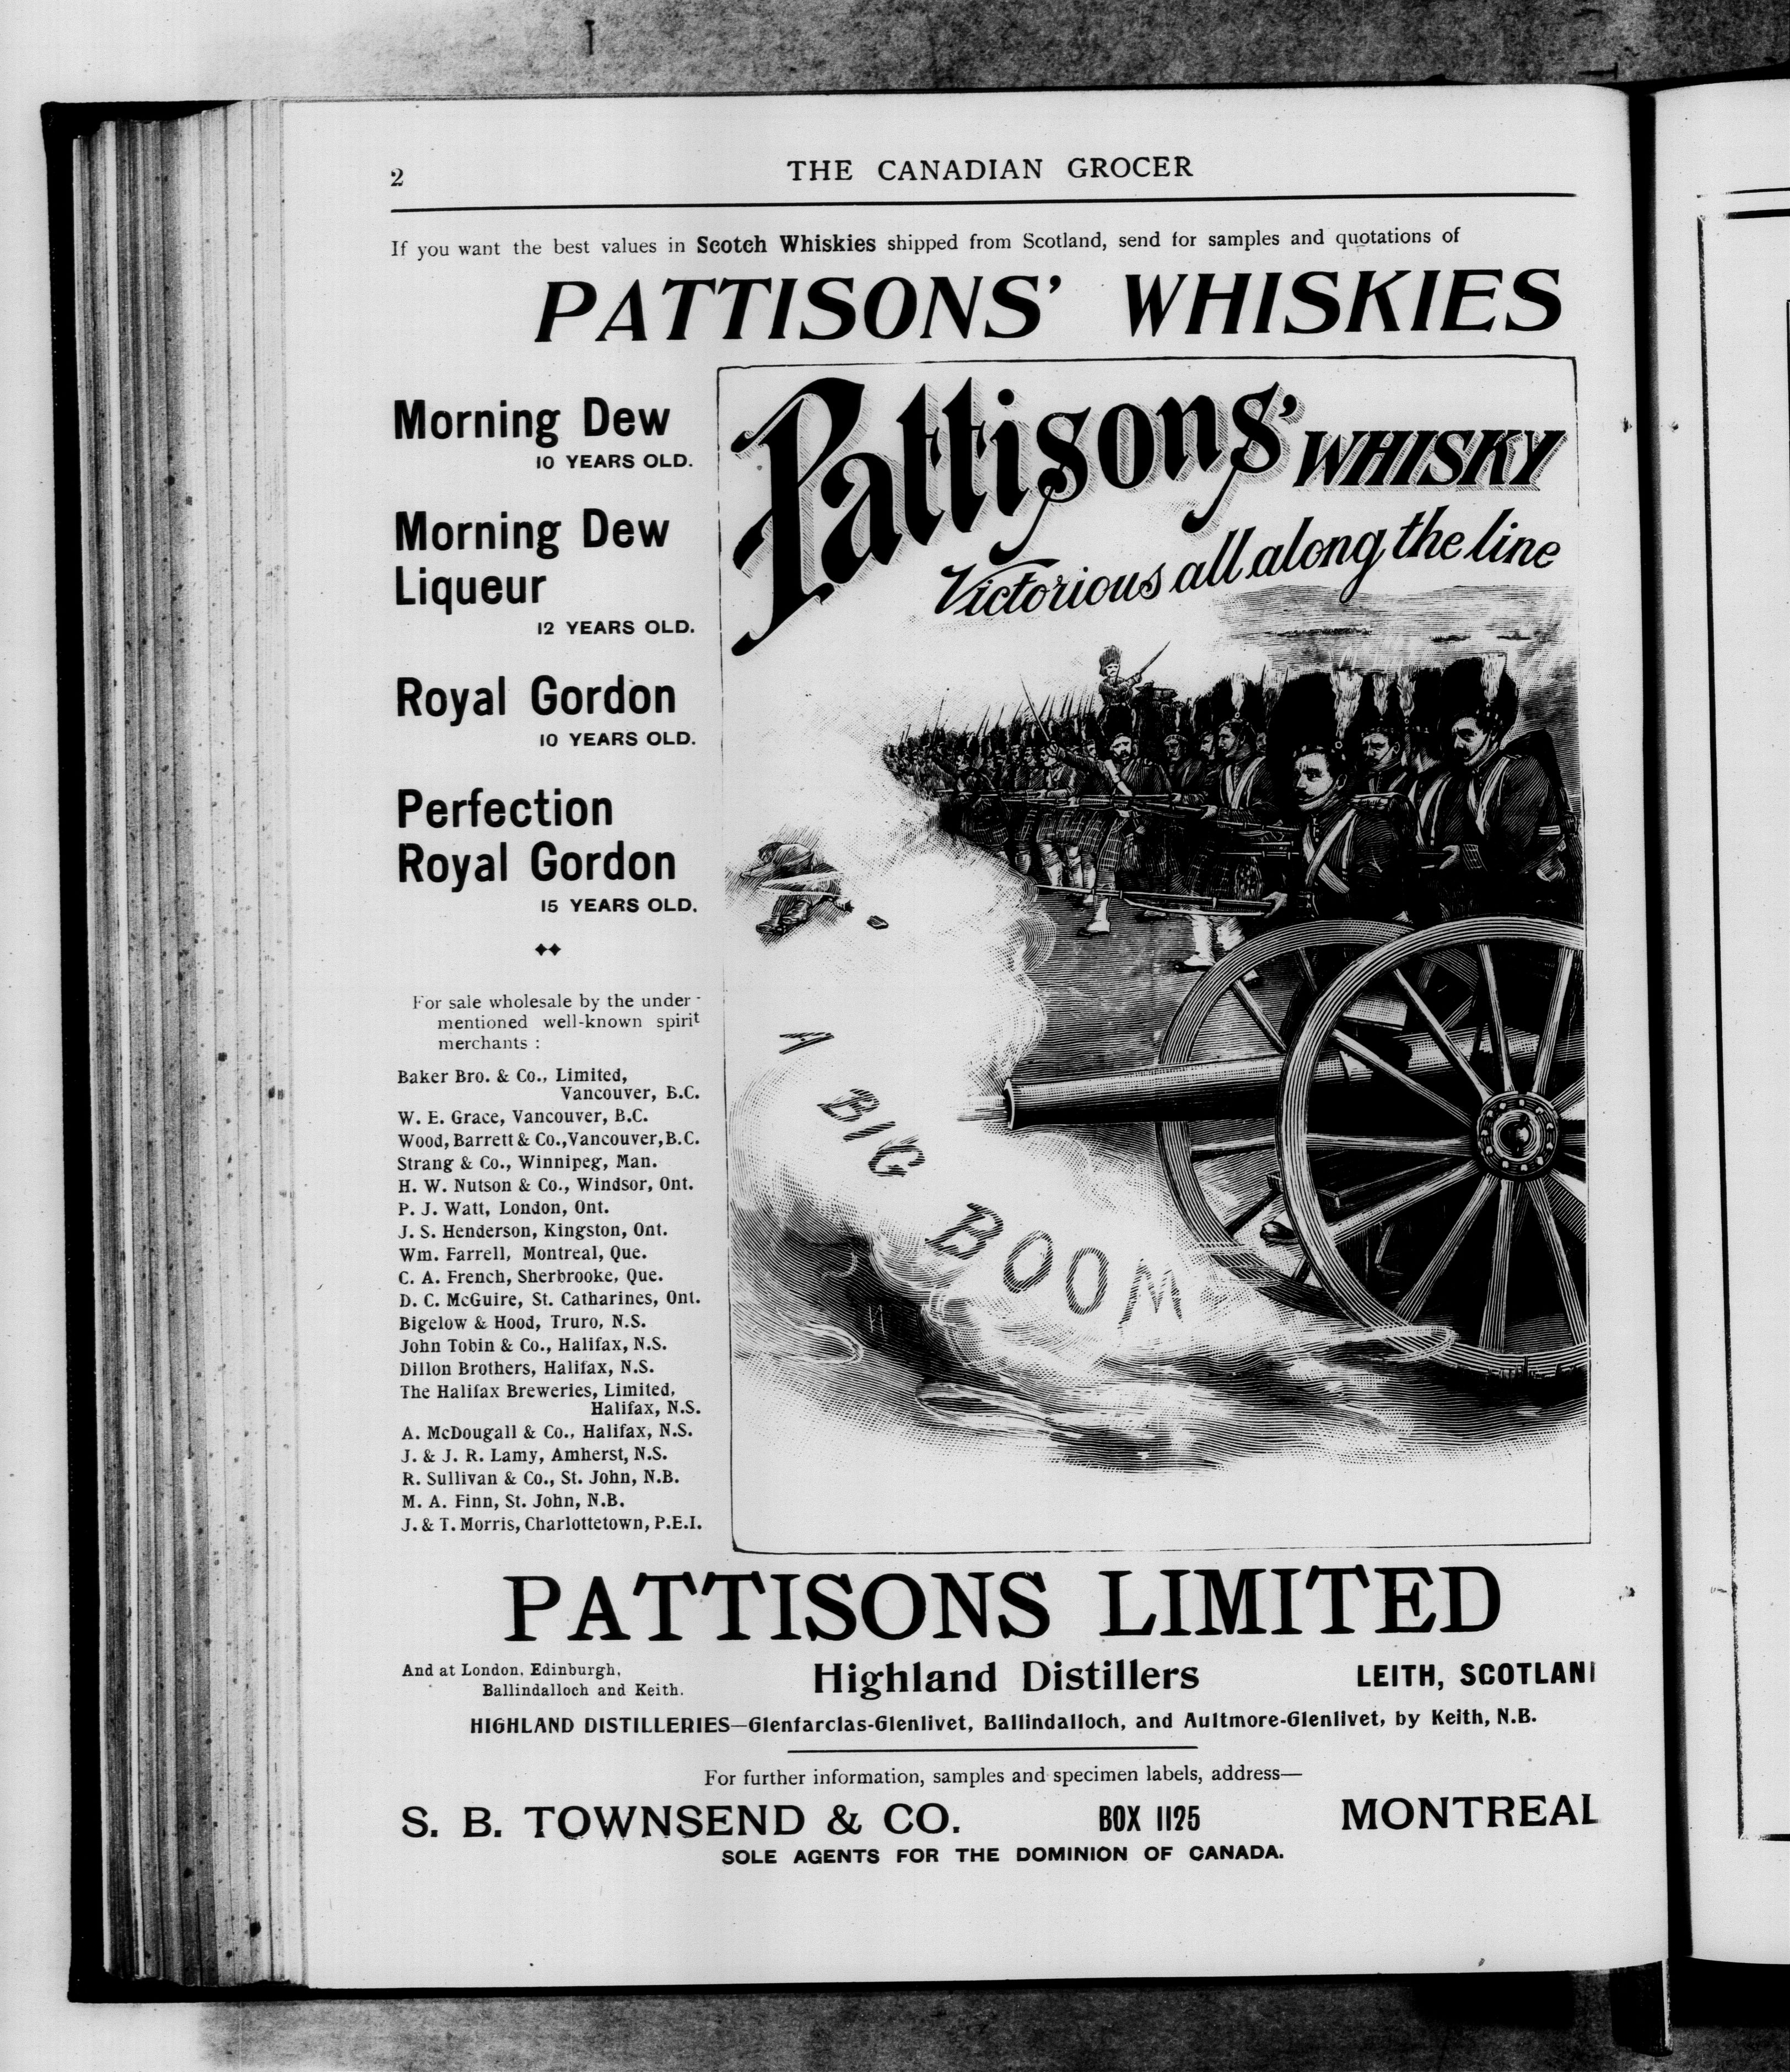 2
THE CANADIAN GROCER
If you want the best values in Scotch Whiskies shipped from Scotland, send for samples and quotations of
PATTISONS' WHISKIES
Morning Dew
10 YEARS OLD.
Morning Dew
Liqueur
12 YEARS OLD.
Royal Gordon
10 YEARS OLD.
Perfection
Royal Gordon
15 YEARS OLD.
For sale wholesale by the under-
mentioned well-known spirit
merchants :
Baker Bro. & Co., Limited,
Vancouver, B.C.
W. E. Grace, Vancouver, B.C.
Wood, Barrett & Co., Vancouver, B.C.
Strang & Co., Winnipeg, Man.
H. W. Nutson & Co., Windsor, Ont.
P. J. Watt, London, Ont.
J. S. Henderson, Kingston, Ont.
Wm. Farrell, Montreal, Que.
C. A. French, Sherbrooke, Que.
D. C. McGuire, St. Catharines, Ont.
Bigelow & Hood, Truro, N.S.
John Tobin & Co., Halifax, N.S.
Dillon Brothers, Halifax, N.S.
The Halifax Breweries, Limited,
Halifax, N.S.
A. McDougall & Co., Halifax, N.S.
J. & J. R. Lamy, Amherst, N.S.
R. Sullivan & Co., St. John, N.B.
M. A. Finn, St. John, N.B.
J. & T. Morris, Charlottetown, P.E.I.
Pattisons' WHISKY
Victorious all along the line
A BIG BOOM
PATTISONS LIMITED
And at London, Edinburgh,
Ballindalloch and Keith.
Highland Distillers
LEITH, SCOTLAN
HIGHLAND DISTILLERIES—Glenfarclas-Glenlivet, Ballindalloch, and Aultmore-Glenlivet, by Keith, N.B.
For further information, samples and specimen labels, address—
S. B. TOWNSEND & CO. BOX 1125 MONTREAL
SOLE AGENTS FOR THE DOMINION OF CANADA.